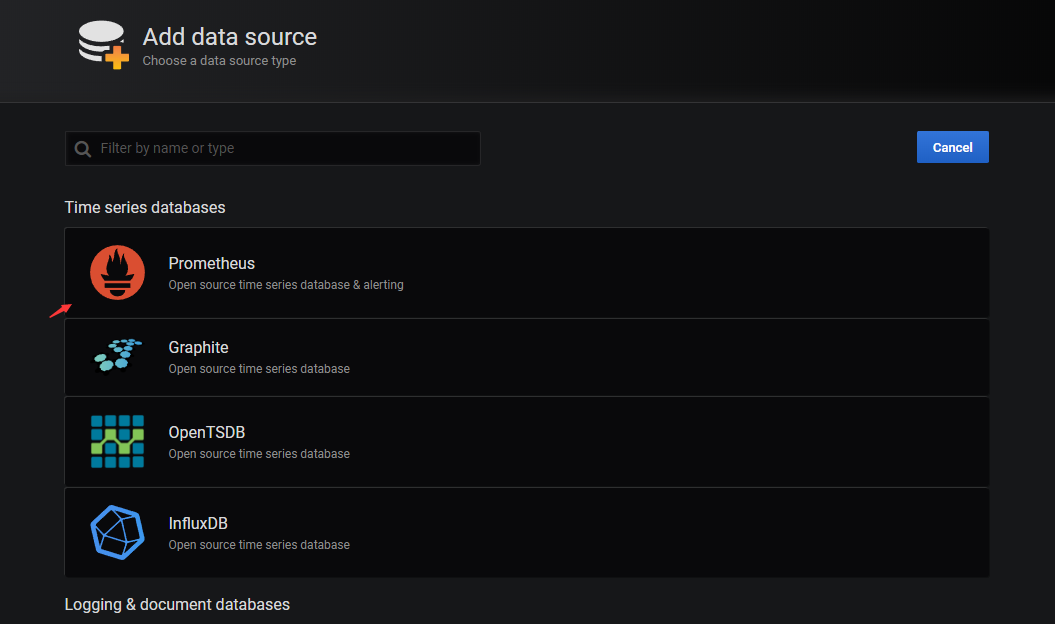 Add data source
Choose a data source type
Filter by name or type
Cancel
Time series databases
Prometheus
Open source time series database & alerting
Graphite
Open source time series database
OpenTSDB
Open source time series database
InfluxDB
Open source time series database
Logging & document databases